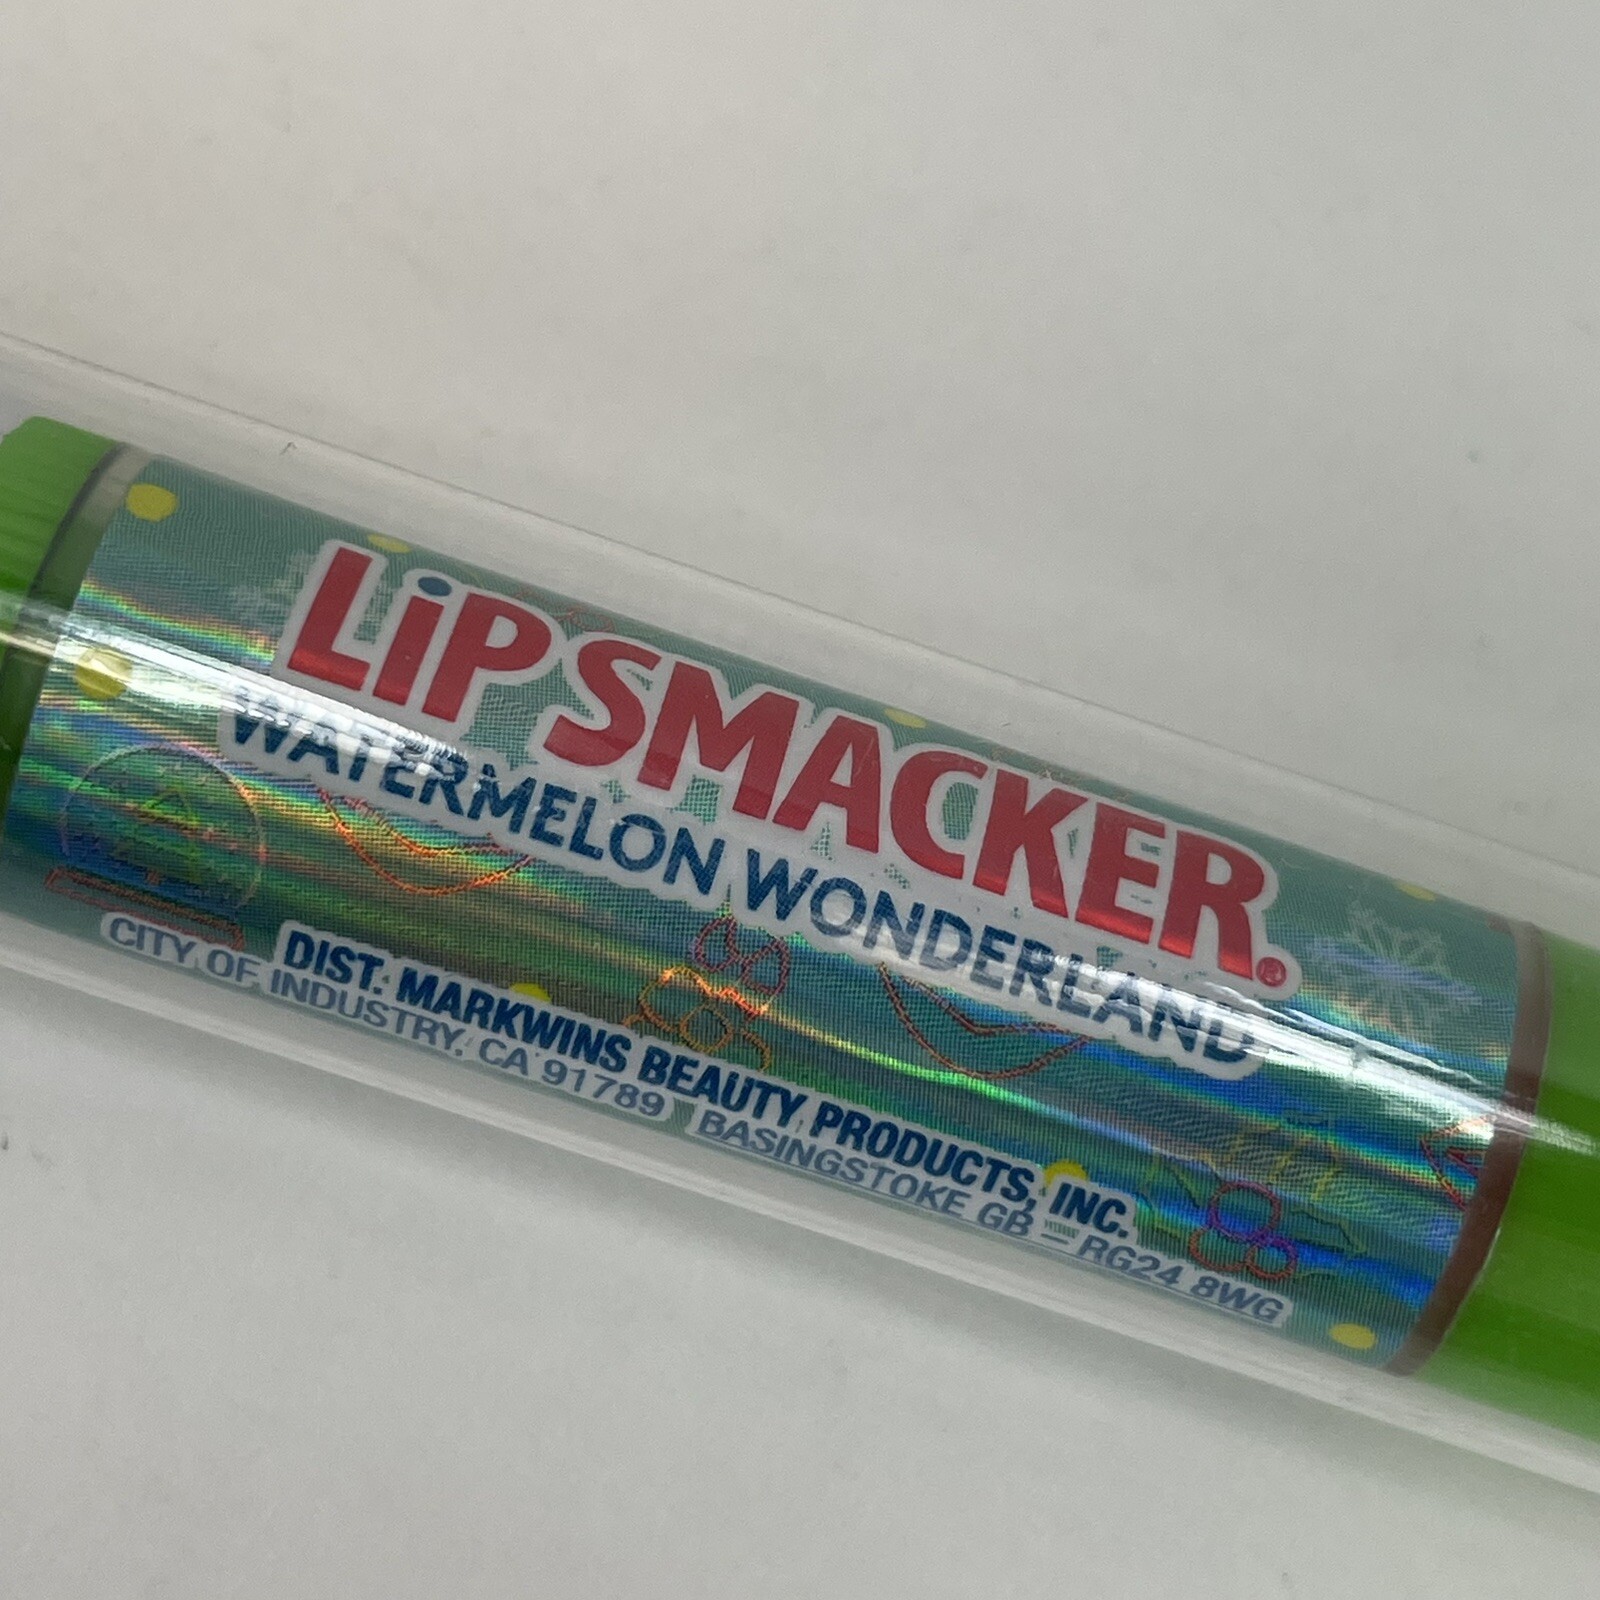 LiP SMACKER®
WATERMELON WONDERLAND
DIST. MARKWINS BEAUTY PRODUCTS, INC.
CITY OF INDUSTRY, CA 91789 BASINGSTOKE GB – RG24 8WG